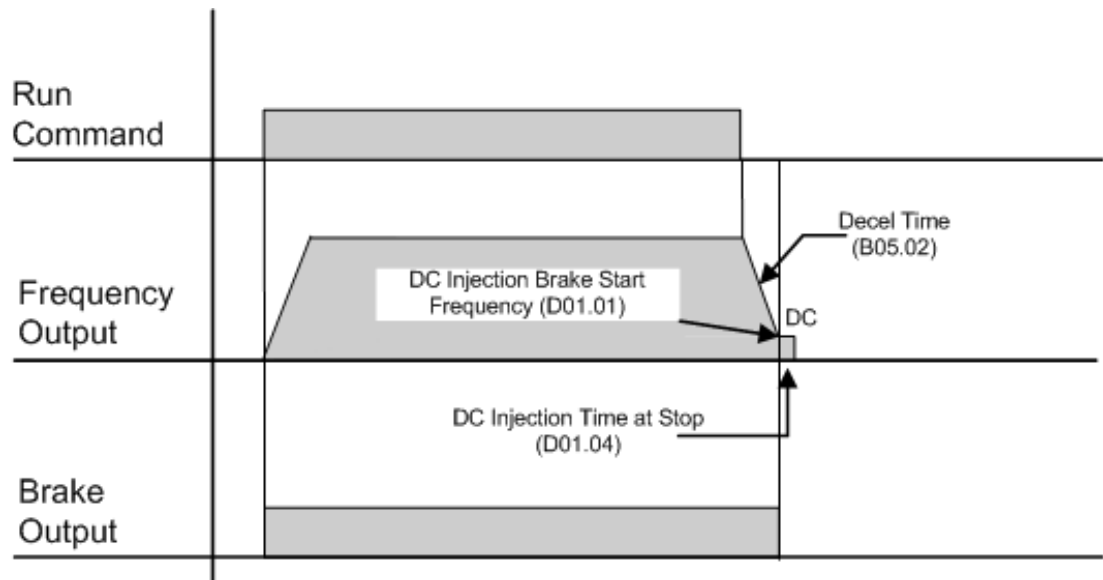 Run
Command
Decel Time
(B05.02)
DC Injection Brake Start
Frequency (D01.01)
Frequency
Output
DC
DC Injection Time at Stop
(D01.04)
Brake
Output